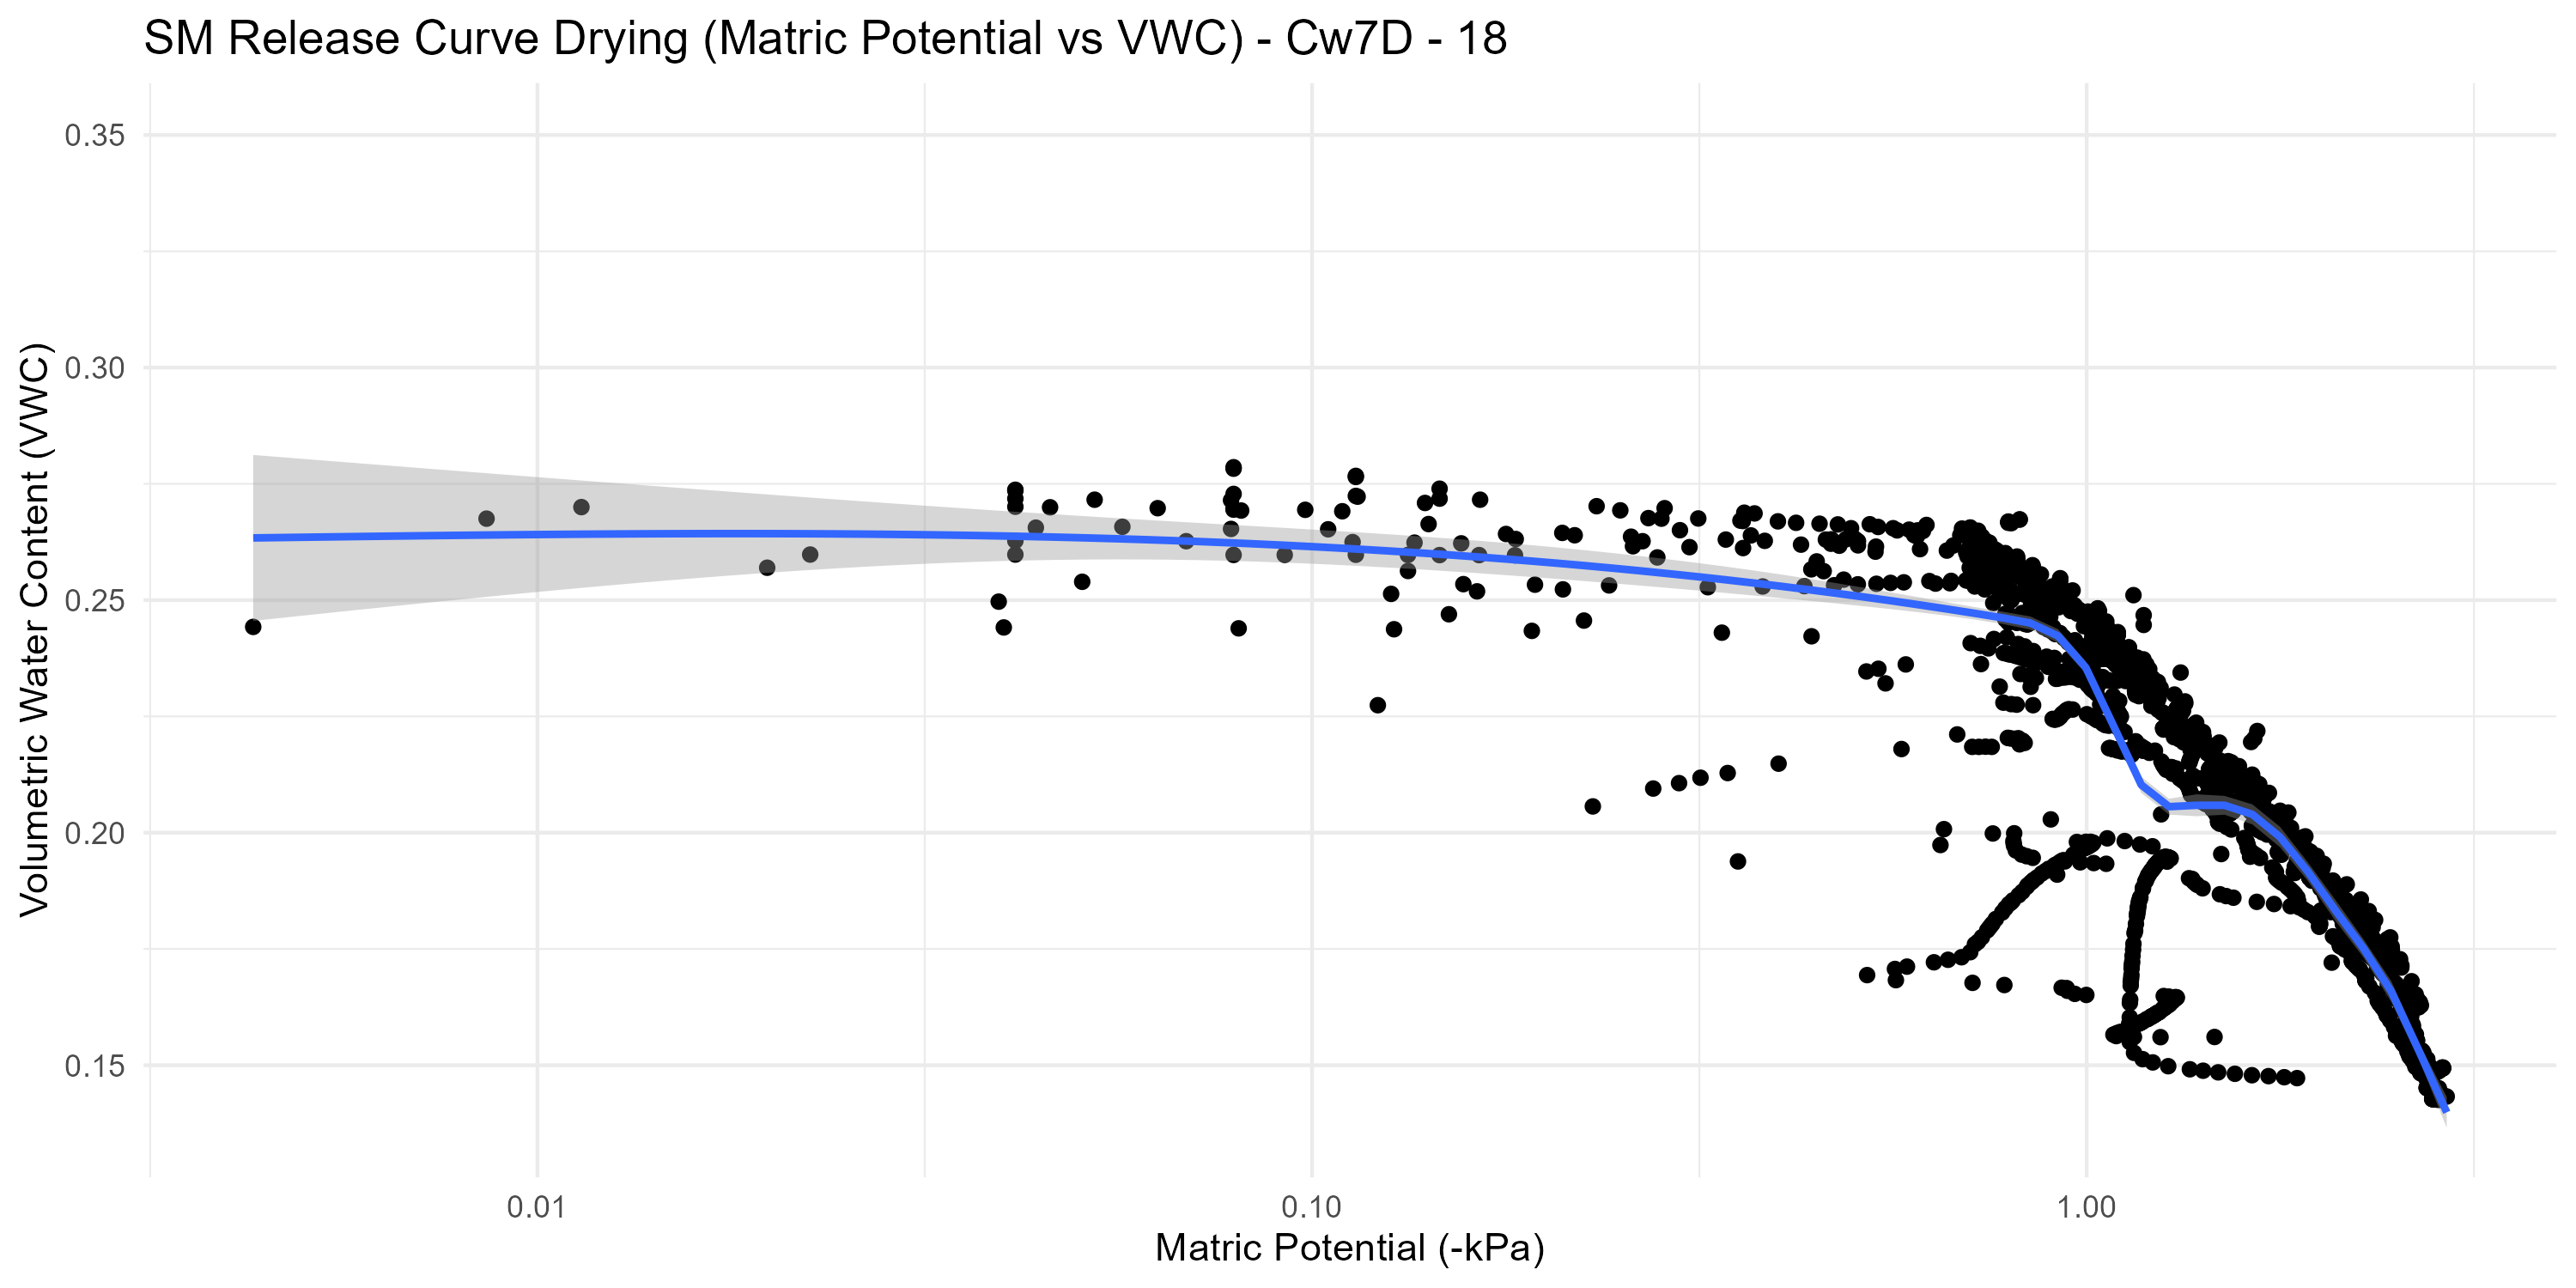 SM Release Curve Drying (Matric Potential vs VWC) - Cw7D - 18
Volumetric Water Content (VWC)
0.35
0.30
0.25
0.20
0.15
0.01
0.10
1.00
Matric Potential (-kPa)